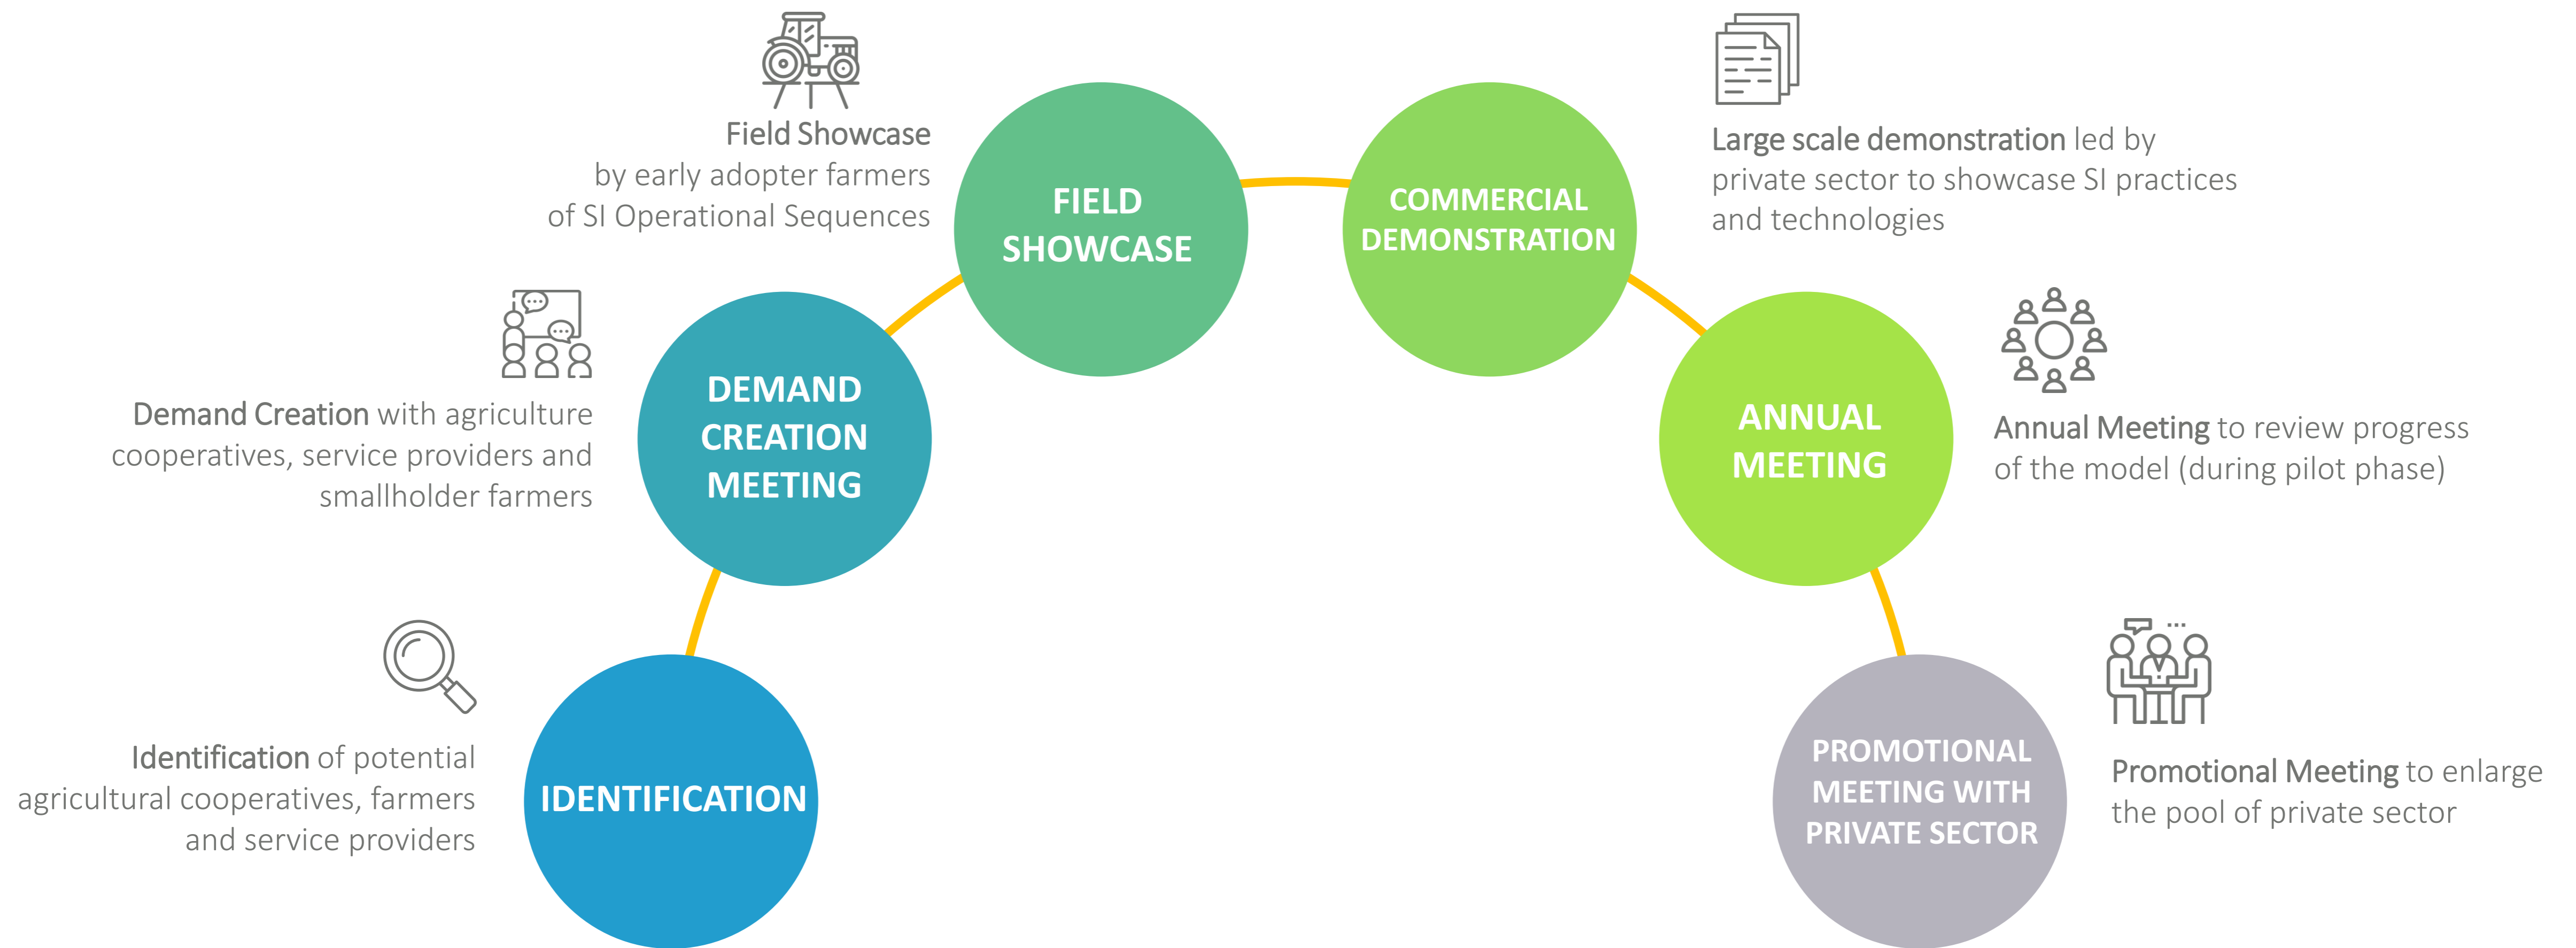 Field Showcase
by early adopter farmers
of SI Operational Sequences
FIELD
SHOWCASE
COMMERCIAL
DEMONSTRATION
Large scale demonstration led by
private sector to showcase SI practices
and technologies
Demand Creation with agriculture
cooperatives, service providers and
smallholder farmers
DEMAND
CREATION
MEETING
ANNUAL
MEETING
Annual Meeting to review progress
of the model (during pilot phase)
Identification of potential
agricultural cooperatives, farmers
and service providers
IDENTIFICATION
PROMOTIONAL
MEETING WITH
PRIVATE SECTOR
Promotional Meeting to enlarge
the pool of private sector